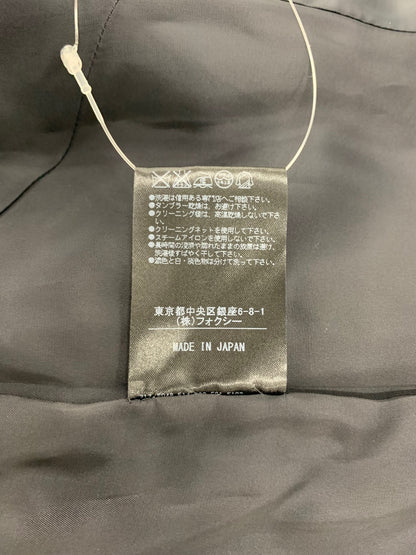 ●洗濯は信用ある専門店へご相談下さい。
●タンブラー乾燥は、お避け下さい。
●クリーニング後は、高温乾燥しないで下さい。
●クリーニングネットを使用して下さい。
●スチームアイロンを使用して下さい。
●長時間の浸漬や濡れたままの放置は避け、
洗濯後すばやく干して下さい。
●濃色と白・淡色物は分けて洗って下さい。
東京都中央区銀座6-8-1
(株)フォクシー
MADE IN JAPAN